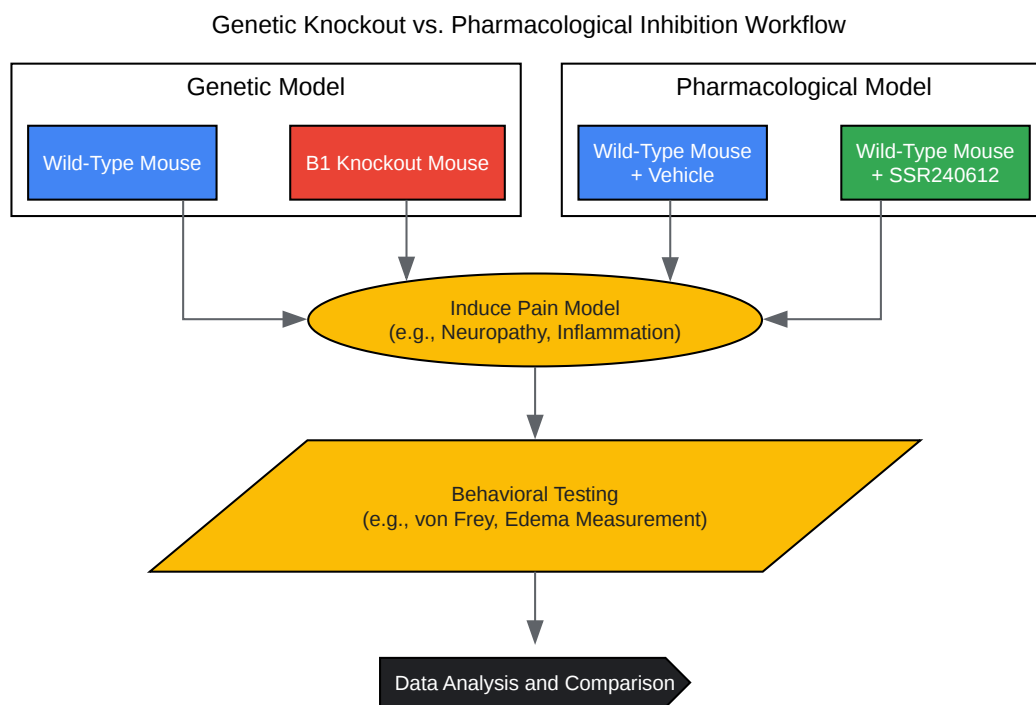 Genetic Knockout vs. Pharmacological Inhibition Workflow
Genetic Model
Pharmacological Model
Wild-Type Mouse
B1 Knockout Mouse
Wild-Type Mouse
+ Vehicle
Wild-Type Mouse
+ SSR240612
Induce Pain Model
(e.g., Neuropathy, Inflammation)
Behavioral Testing
(e.g., von Frey, Edema Measurement)
Data Analysis and Comparison